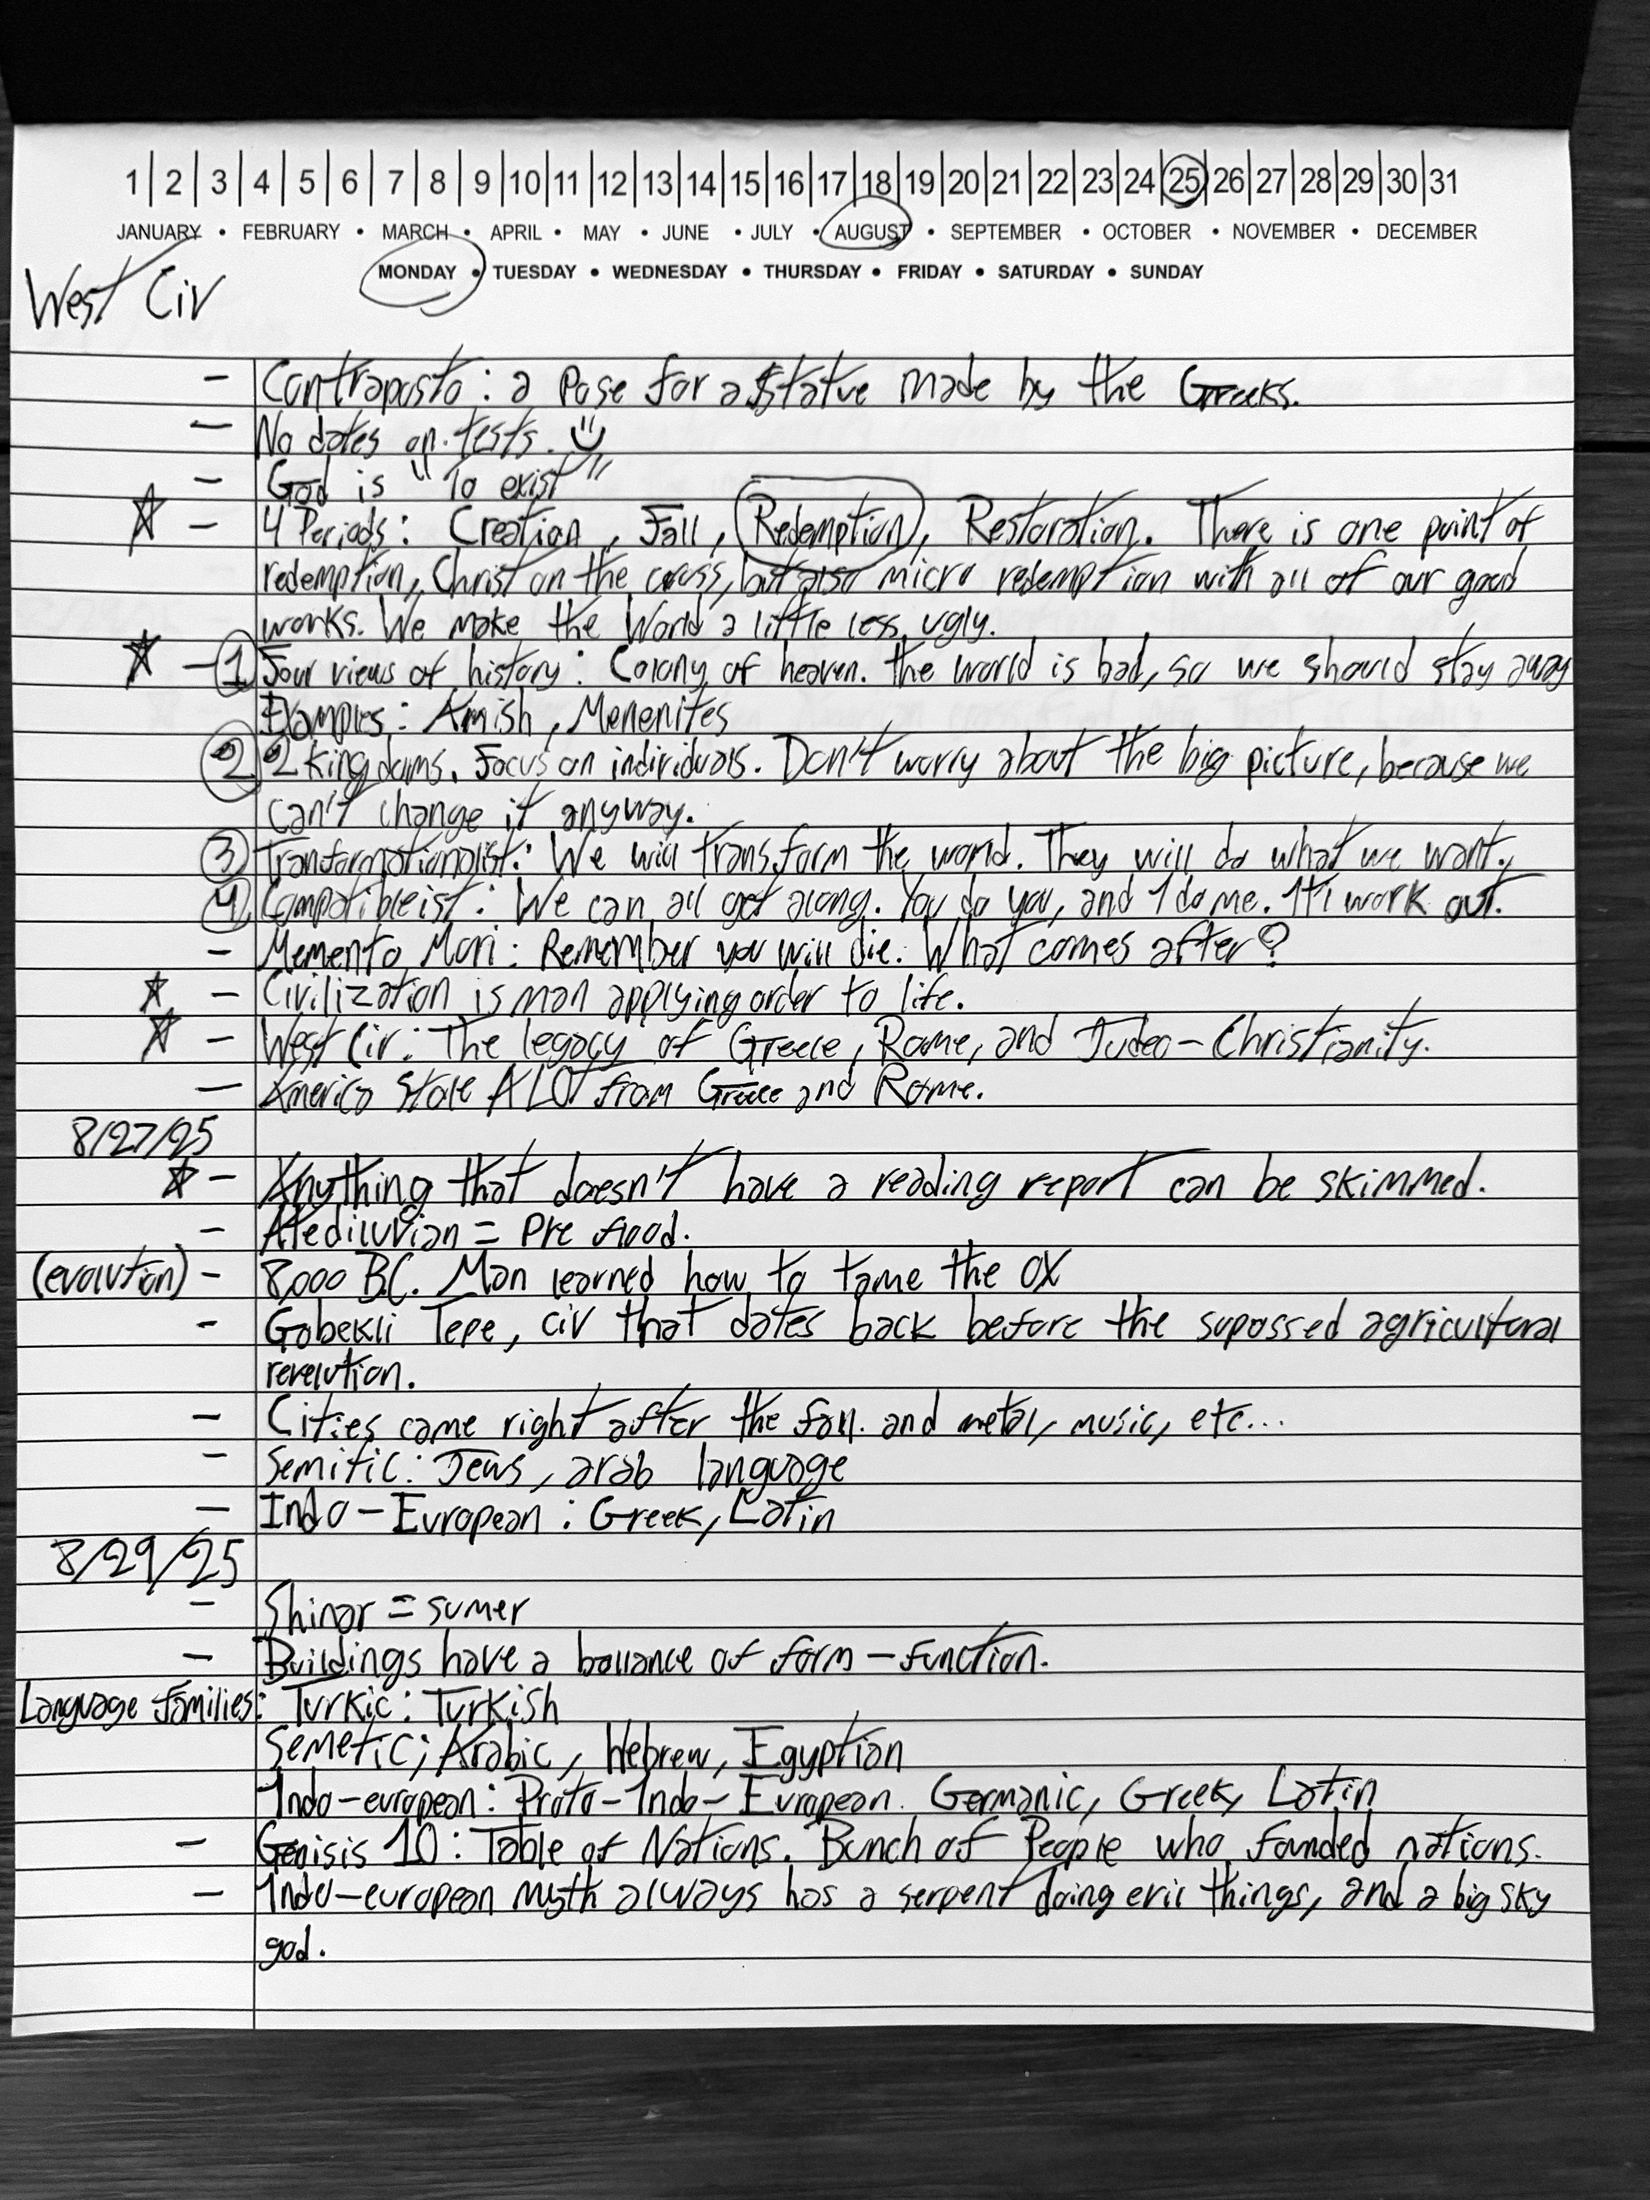 1 | 2 | 3 | 4 | 5 | 6 | 7 | 8 | 9 | 10 | 11 | 12 | 13 | 14 | 15 | 16 | 17 | 18 | 19 | 20 | 21 | 22 | 23 | 24 | 25 | 26 | 27 | 28 | 29 | 30 | 31
JANUARY • FEBRUARY • MARCH • APRIL • MAY • JUNE • JULY • AUGUST • SEPTEMBER • OCTOBER • NOVEMBER • DECEMBER
MONDAY • TUESDAY • WEDNESDAY • THURSDAY • FRIDAY • SATURDAY • SUNDAY
West Civ
- Contraposto: a pose for a statue made by the Greeks.
- No dates on tests.
- God is "To exist"
☆ - 4 Periods: Creation, Fall, Redemption, Restoration. There is one point of
redemption, Christ on the cross, but also micro redemption with all of our good
works. We make the World a little less ugly.
☆ - 1 Four views of history: Colony of heaven. the world is bad, so we should stay away
Examples: Amish, Menenites
2 2 Kingdoms. Focus on individuals. Don't worry about the big picture, because we
can't change it anyway.
3 Transformationalist: We will transform the world. They will do what we want.
4 Compatibleist: We can all get along. You do you, and I do me. It'l work out.
- Memento Mori: Remember you will die. What comes after?
☆ - Civilization is man applying order to life.
☆ - West Civ: The legacy of Greece, Rome, and Judeo-Christianity.
- America Stole ALOT from Greece and Rome.
8/27/25
☆ - Anything that doesn't have a reading report can be skimmed.
- Atediluvian = Pre flood.
(evolution) - 8,000 B.C. Man learned how to tame the ox
- Gobekli Tepe, civ that dates back before the supossed agricultural
revelution.
- Cities came right after the fall. and metal, music, etc...
- Semitic: Jews, arab language
- Indo-European: Greek, Latin
8/29/25
- Shinar = sumer
- Buildings have a ballance of form-function.
Language families: Turkic: Turkish
Semetic; Arabic, Hebrew, Egyptian
Indo-european: Proto-Indo-European. Germanic, Greek, Latin
- Genisis 10: Table of Nations. Bunch of People who founded nations.
- Indo-european myth always has a serpent doing evil things, and a big sky
god.